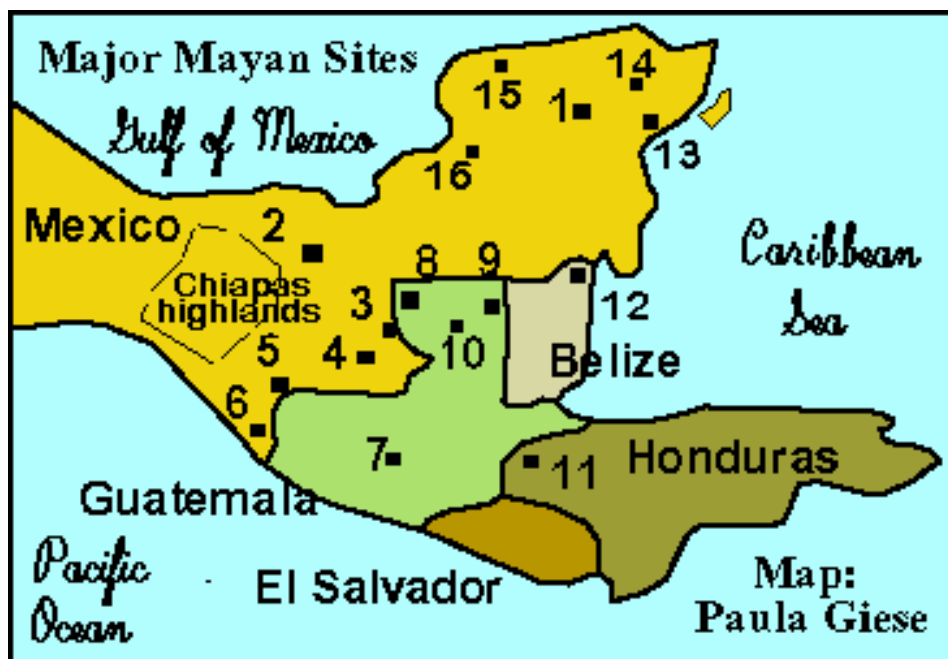 Major Mayan Sites
Gulf of Mexico
14
15
1
16
13
Mexico
2
Caribbean
Sea
8
9
Chiapas
highlands
3
12
5
4
10
Belize
6
7
11
Honduras
Guatemala
Pacific
Ocean
El Salvador
Map:
Paula Giese